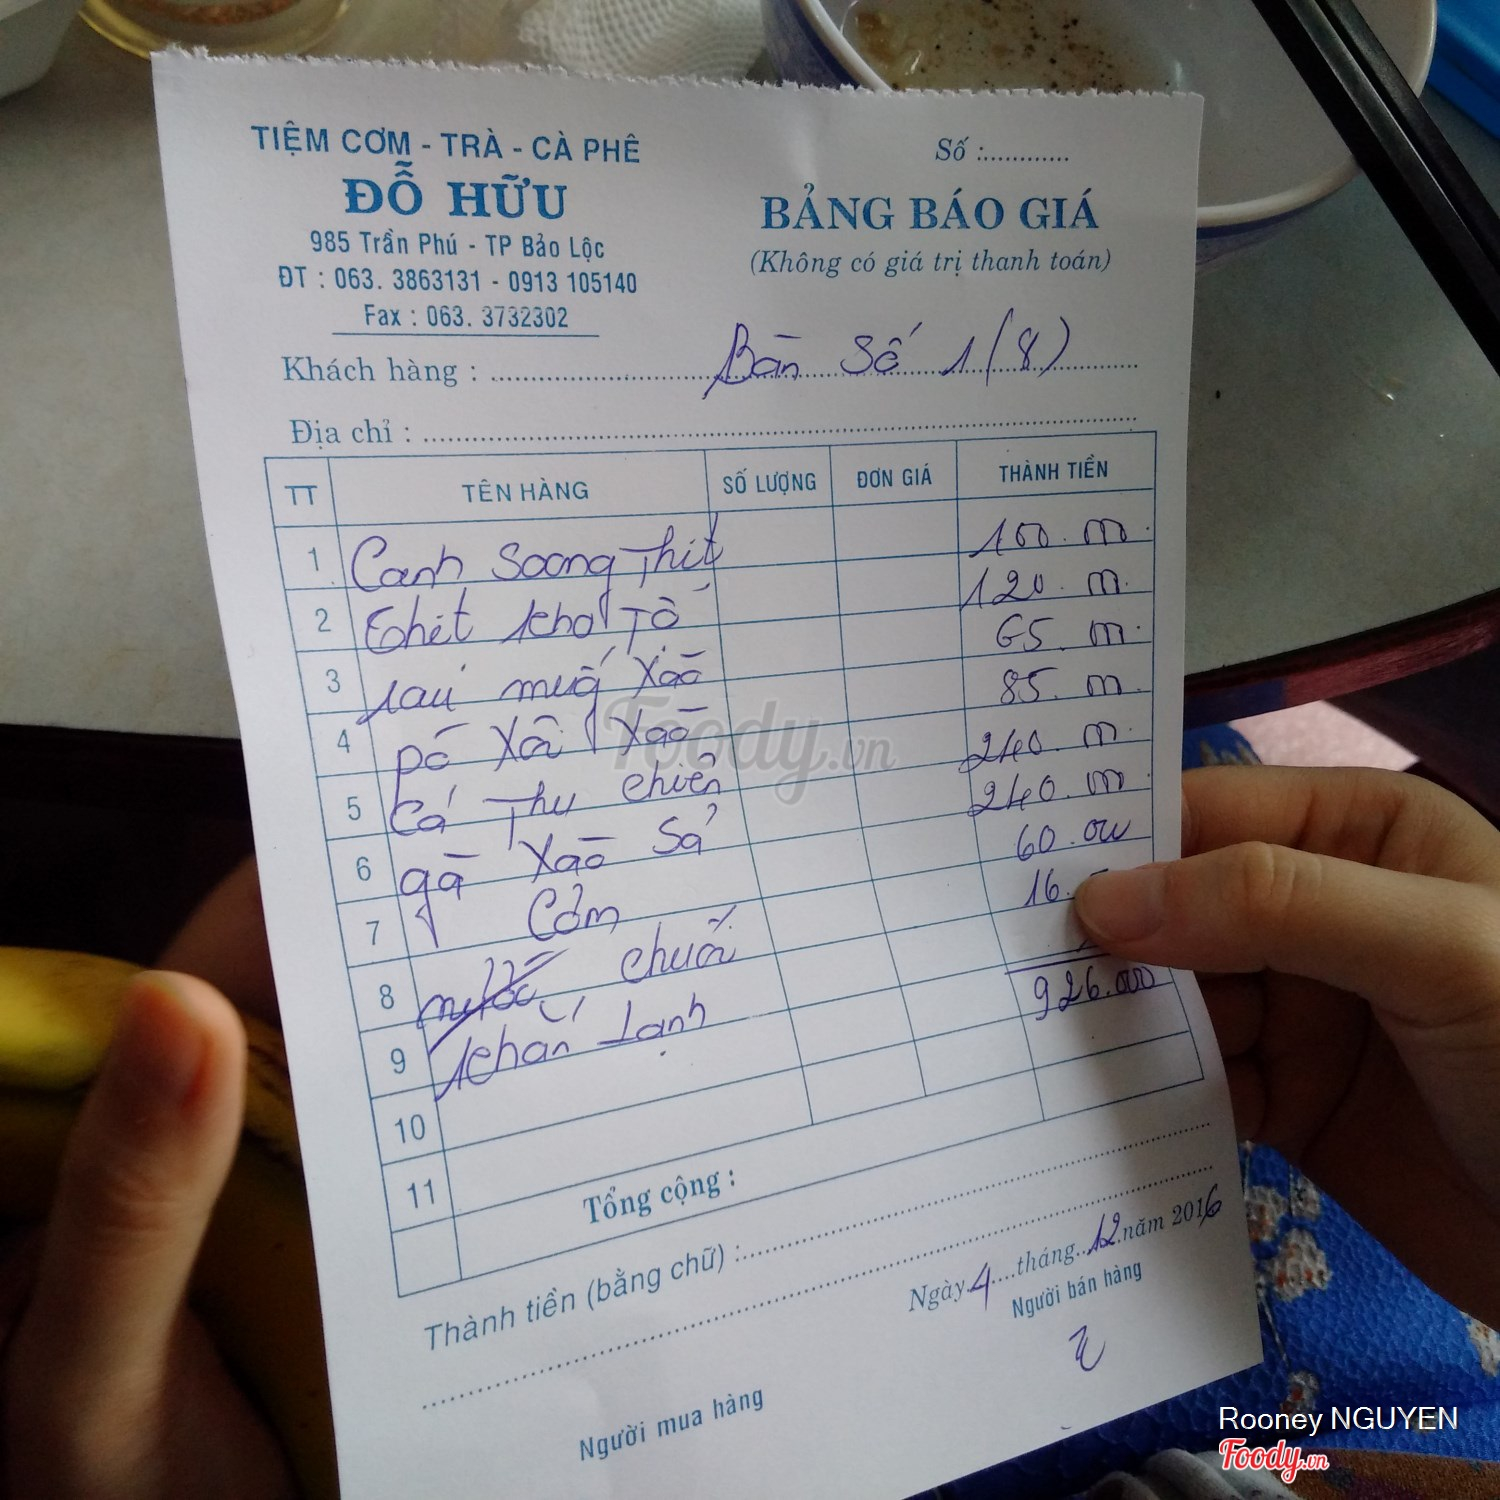 TIỆM CƠM - TRÀ - CÀ PHÊ
ĐỖ HỮU
985 Trần Phú - TP Bảo Lộc
ĐT : 063. 3863131 - 0913 105140
Fax : 063. 3732302
Số :............
BẢNG BÁO GIÁ
(Không có giá trị thanh toán)
Khách hàng : Bàn Số 1 (8)
Địa chỉ :
TT TÊN HÀNG SỐ LƯỢNG ĐƠN GIÁ THÀNH TIỀN
1 Canh Soong Thịt 100.
2 kho Tộ 120.
3 rau muố Xào 65.
4 pó Xôi Xào 85.
5 Cá Thu chiên 240.
6 gà Xào Sả 240.
7 Cơm 60.
8 chuối 16.
9 khăn lạnh
926.000
10
11
Tổng cộng :
Thành tiền (bằng chữ) :
Ngày 4 tháng 12 năm 2016
Người bán hàng
Người mua hàng
Foody.vn
Rooney NGUYEN
Foody.vn